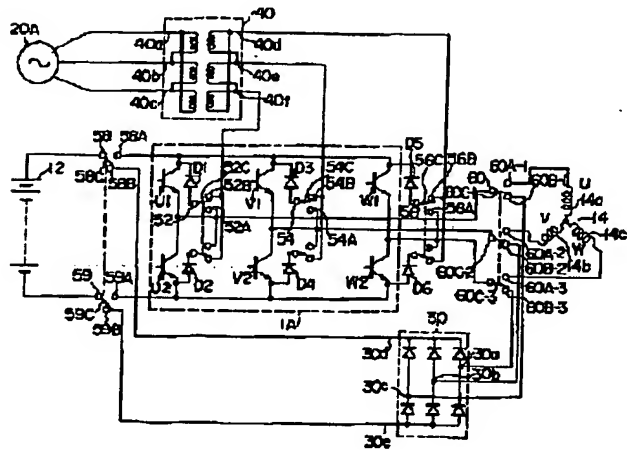 20A
40
40a
40d
40b
40e
40c
40f
12
58
58A
58C
58B
D1
52C
52B
D3
54C
54B
D5
56C
56B
60A-1
60
60C-1
60B-1
U
14a
U1
V1
W1
52
52A
54
54A
56
56A
V
14
14c
W
14b
60A-2
60B-2
60C-2
59
59A
U2
D2
V2
D4
W2
D6
60C-3
60A-3
60B-3
59C
59B
1A
30
30d
30a
30b
30c
30e